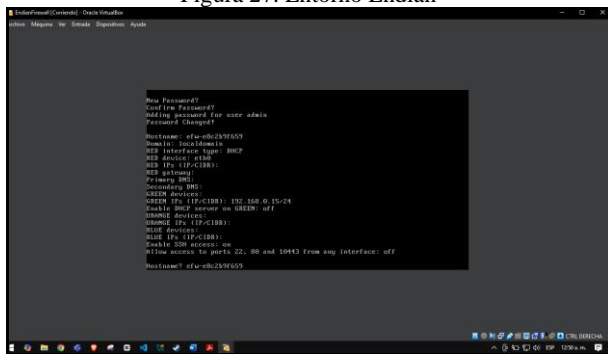 Figura 27. Entorno Endian
EndianFirewall [Corriendo] - Oracle VirtualBox
Archivo Máquina Ver Entrada Dispositivos Ayuda
New Password?
Confirm Password?
Adding password for user admin
Password Changed!
Hostname: efw-e8c2b9f659
Domain: localdomain
RED interface type: DHCP
RED device: eth0
RED IPs (IP/CIDR):
RED gateway:
Primary DNS:
Secondary DNS:
GREEN devices:
GREEN IPs (IP/CIDR): 192.168.0.15/24
Enable DHCP server on GREEN: off
ORANGE devices:
ORANGE IPs (IP/CIDR):
BLUE devices:
BLUE IPs (IP/CIDR):
Enable SSH access: on
Allow access to ports 22, 80 and 10443 from any interface: off
Hostname? efw-e8c2b9f659
CTRL DERECHA
ESP 12:50 a. m.